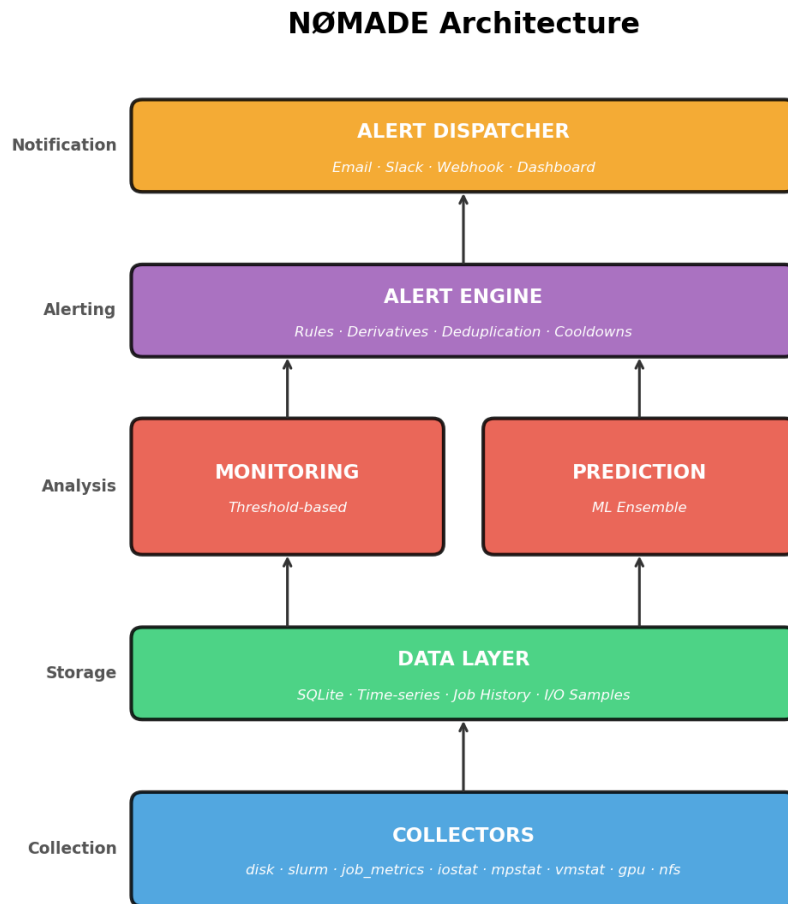 NØMADE Architecture
Notification
ALERT DISPATCHER
Email · Slack · Webhook · Dashboard
Alerting
ALERT ENGINE
Rules · Derivatives · Deduplication · Cooldowns
Analysis
MONITORING
Threshold-based
PREDICTION
ML Ensemble
Storage
DATA LAYER
SQLite · Time-series · Job History · I/O Samples
Collection
COLLECTORS
disk · slurm · job_metrics · iostat · mpstat · vmstat · gpu · nfs